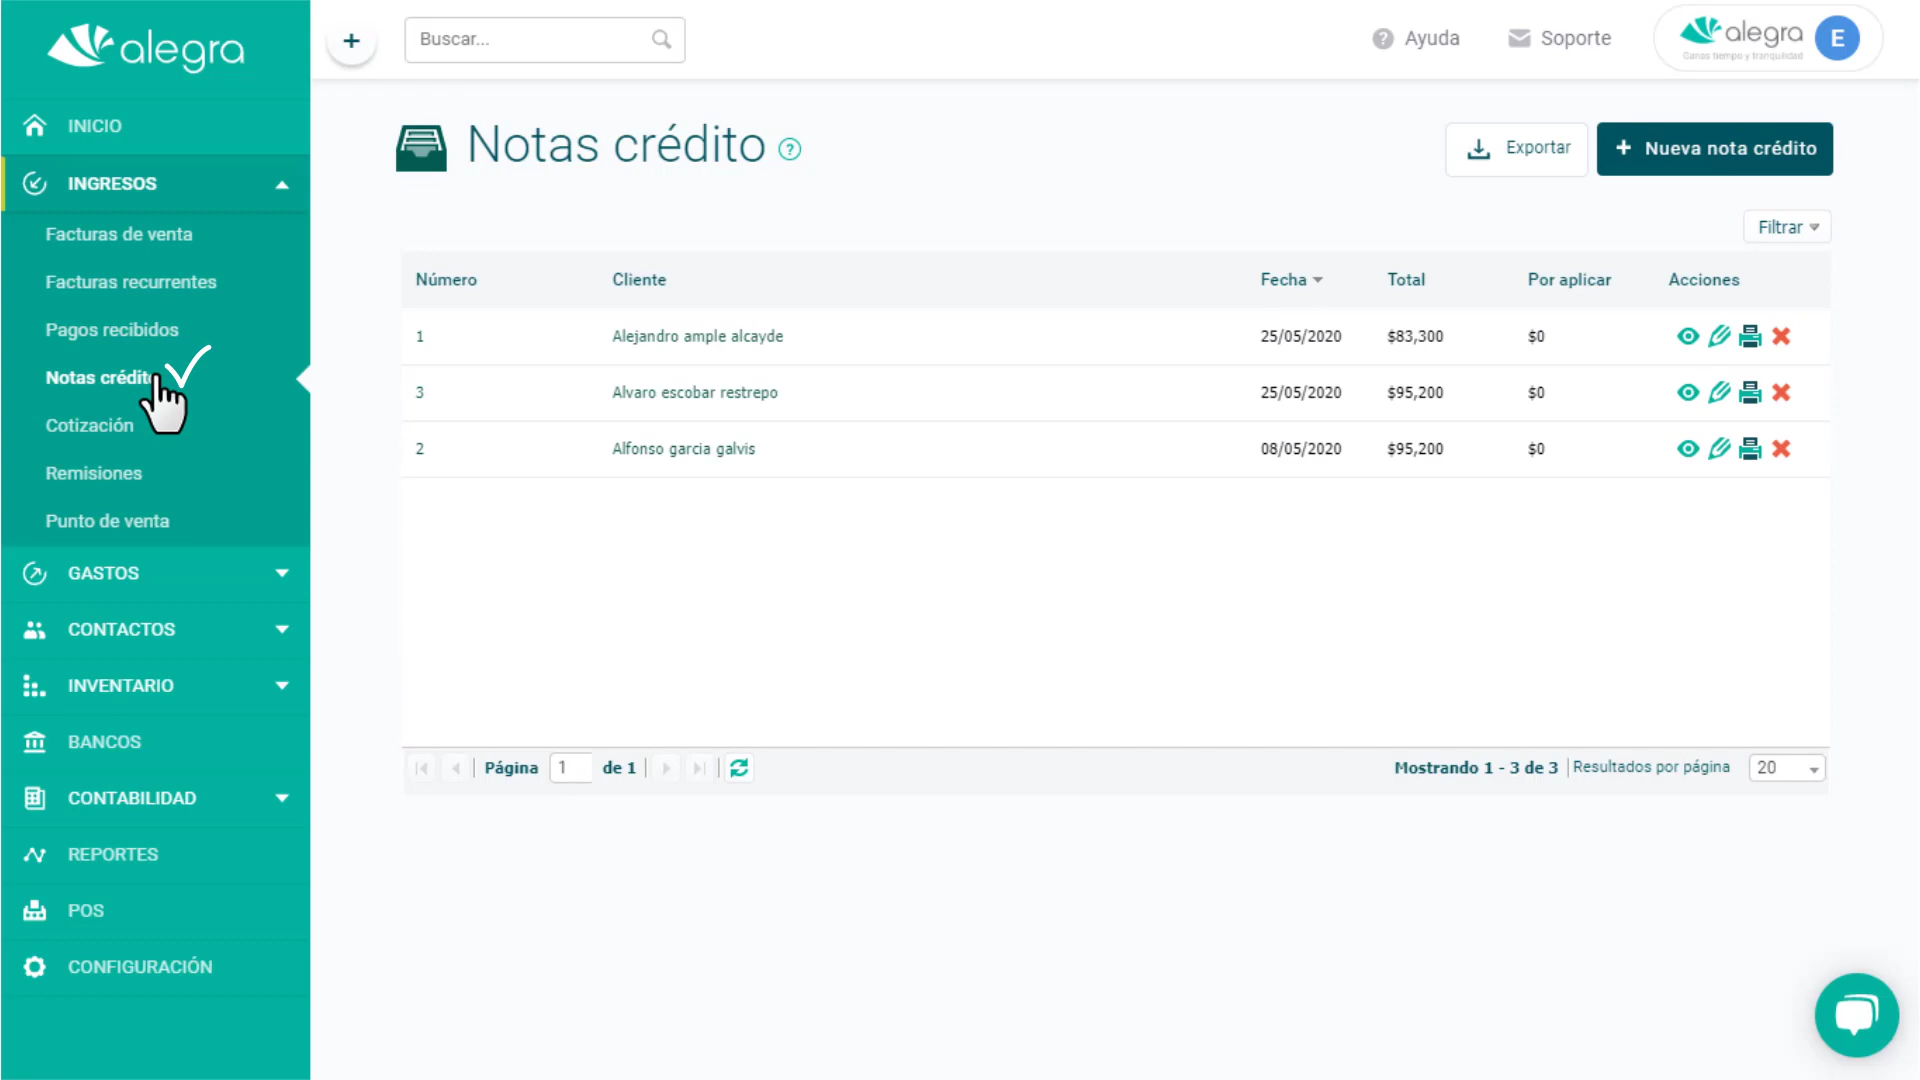 alegra
+
Buscar...
Ayuda
Soporte
alegra
Ganas tiempo y tranquilidad
E
INICIO
INGRESOS
Facturas de venta
Facturas recurrentes
Pagos recibidos
Notas crédito
Cotización
Remisiones
Punto de venta
GASTOS
CONTACTOS
INVENTARIO
BANCOS
CONTABILIDAD
REPORTES
POS
CONFIGURACIÓN
Notas crédito ?
Exportar
+ Nueva nota crédito
Filtrar
Número Cliente Fecha Total Por aplicar Acciones
1 Alejandro ample alcayde 25/05/2020 $83,300 $0
3 Alvaro escobar restrepo 25/05/2020 $95,200 $0
2 Alfonso garcia galvis 08/05/2020 $95,200 $0
Página 1 de 1
Mostrando 1 - 3 de 3 Resultados por página 20